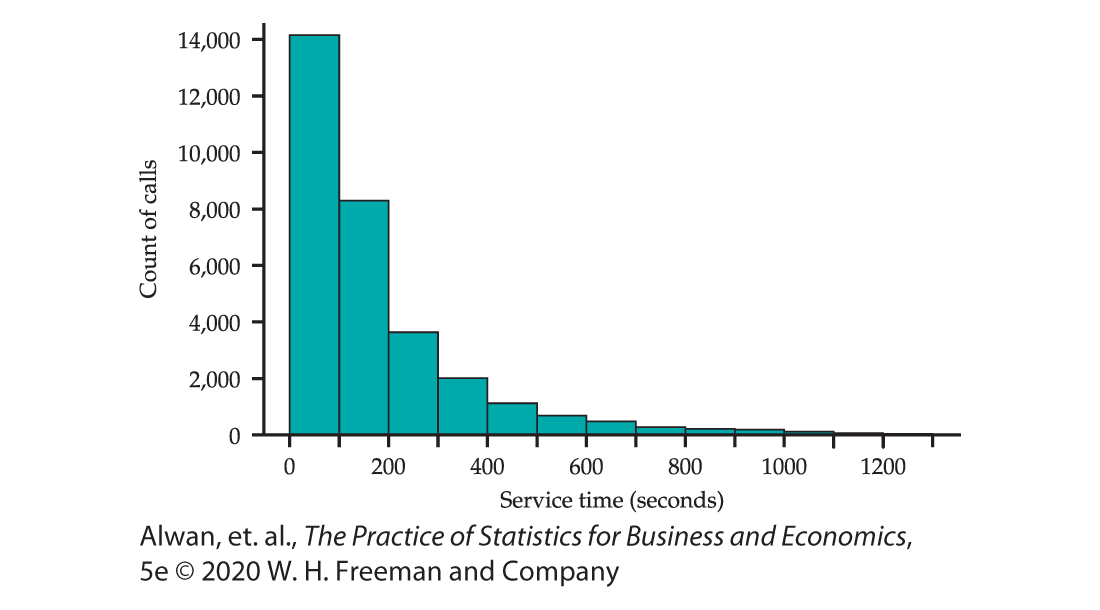 14,000
12,000
10,000
8,000
6,000
4,000
2,000
0
Count of calls
0 200 400 600 800 1000 1200
Service time (seconds)
Alwan, et. al., The Practice of Statistics for Business and Economics,
5e © 2020 W. H. Freeman and Company